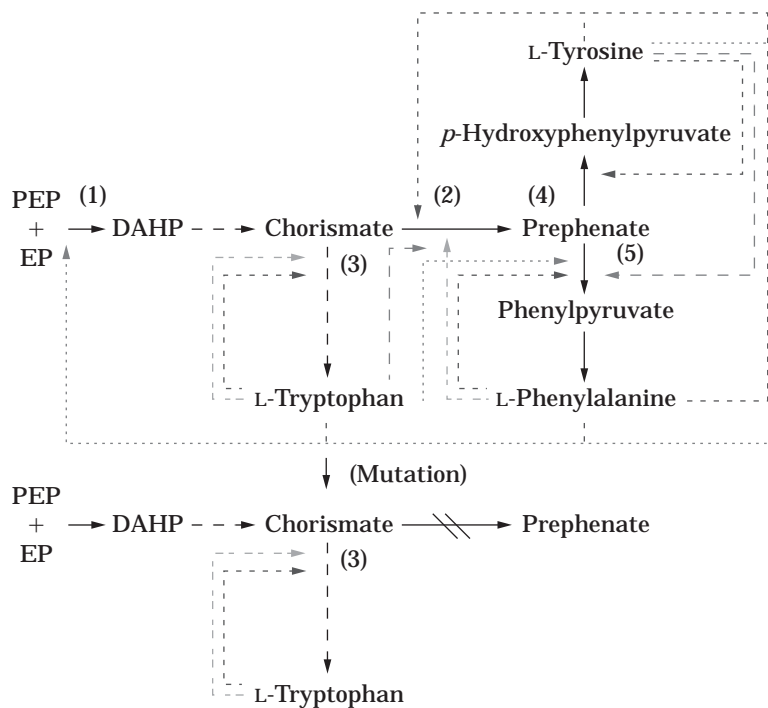 L-Tyrosine
p-Hydroxyphenylpyruvate
PEP (1) (2) (4)
+ DAHP Chorismate Prephenate
EP (3) (5)
Phenylpyruvate
L-Tryptophan L-Phenylalanine
(Mutation)
PEP
+ DAHP Chorismate Prephenate
EP (3)
L-Tryptophan